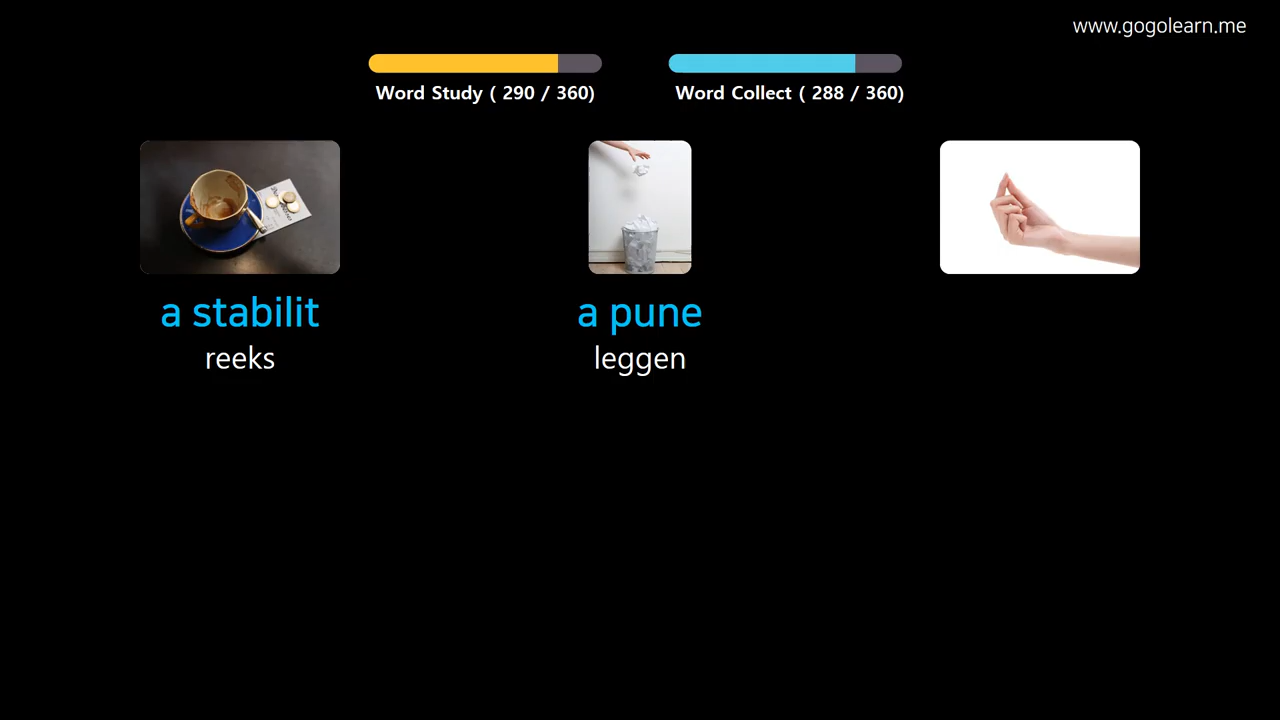 www.gogolearn.me
Word Study ( 290 / 360)
Word Collect ( 288 / 360)
a stabilit
a pune
reeks
leggen